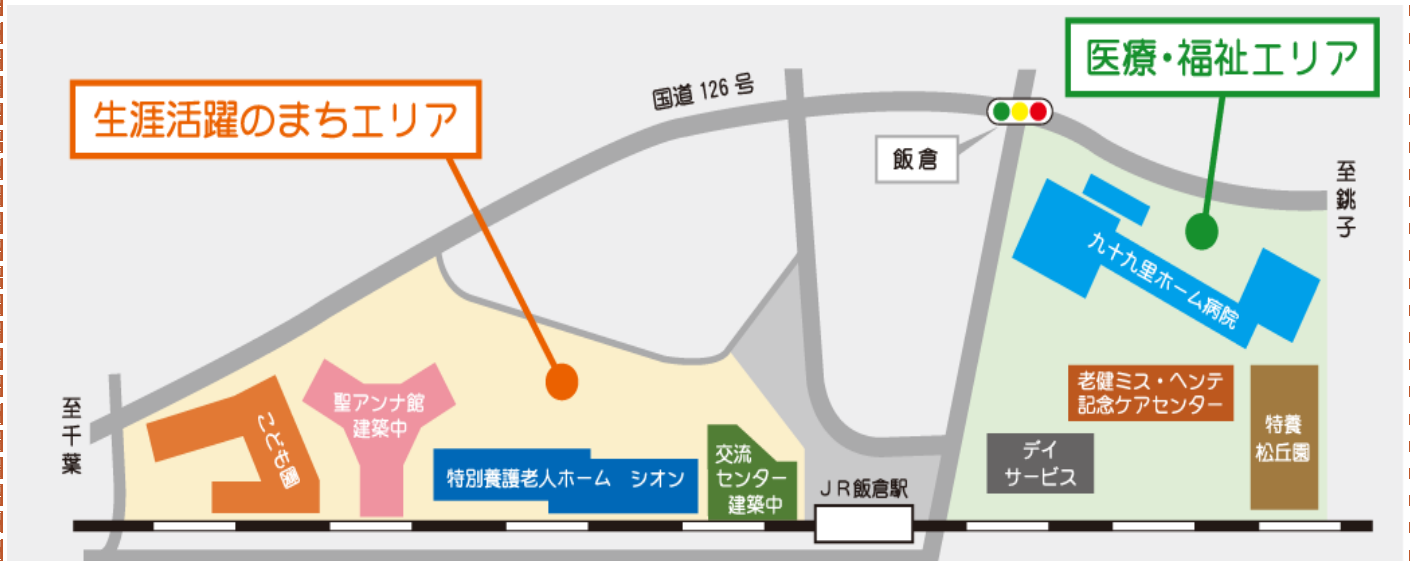 生涯活躍のまちエリア
国道126号
医療・福祉エリア
飯倉
至銚子
九十九里ホーム病院
至千葉
こども園
聖アンナ館
建築中
特別養護老人ホーム シオン
交流
センター
建築中
JR飯倉駅
老健ミス・ヘンテ
記念ケアセンター
デイ
サービス
特養
松丘園